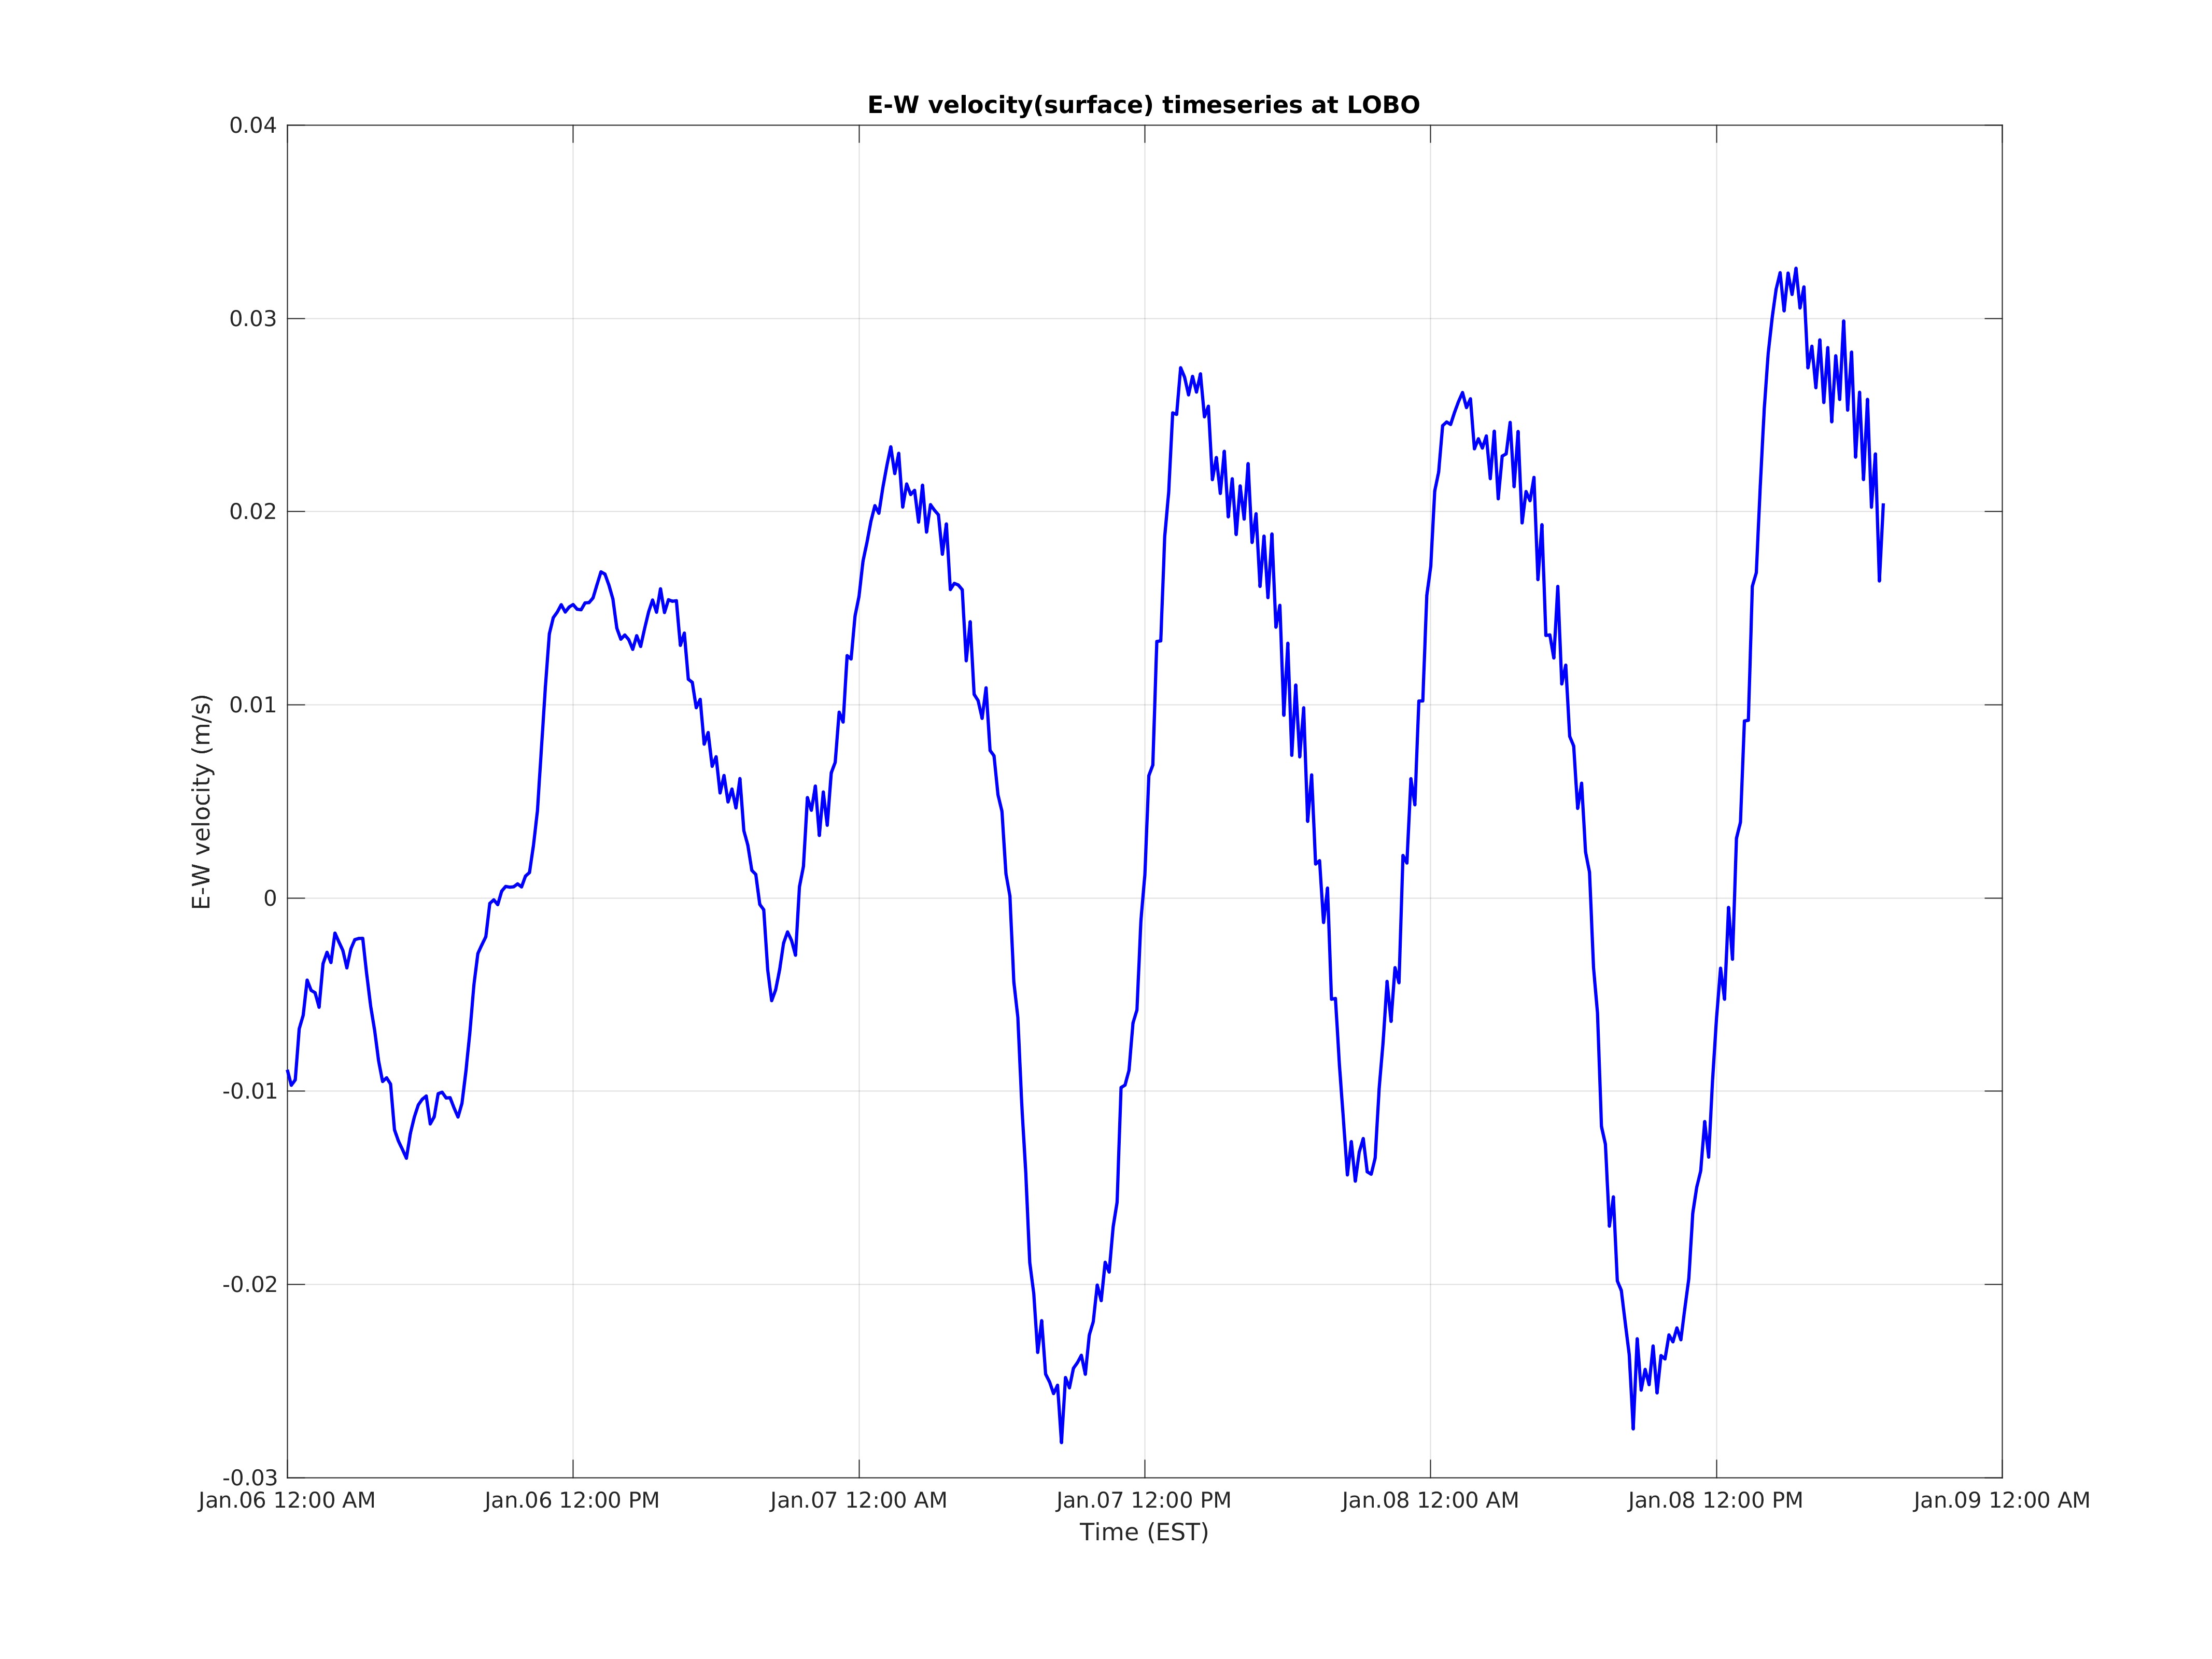 E-W velocity(surface) timeseries at LOBO
0.04
0.03
0.02
0.01
0
-0.01
-0.02
-0.03
E-W velocity (m/s)
Jan.06 12:00 AM Jan.06 12:00 PM Jan.07 12:00 AM Jan.07 12:00 PM Jan.08 12:00 AM Jan.08 12:00 PM Jan.09 12:00 AM
Time (EST)